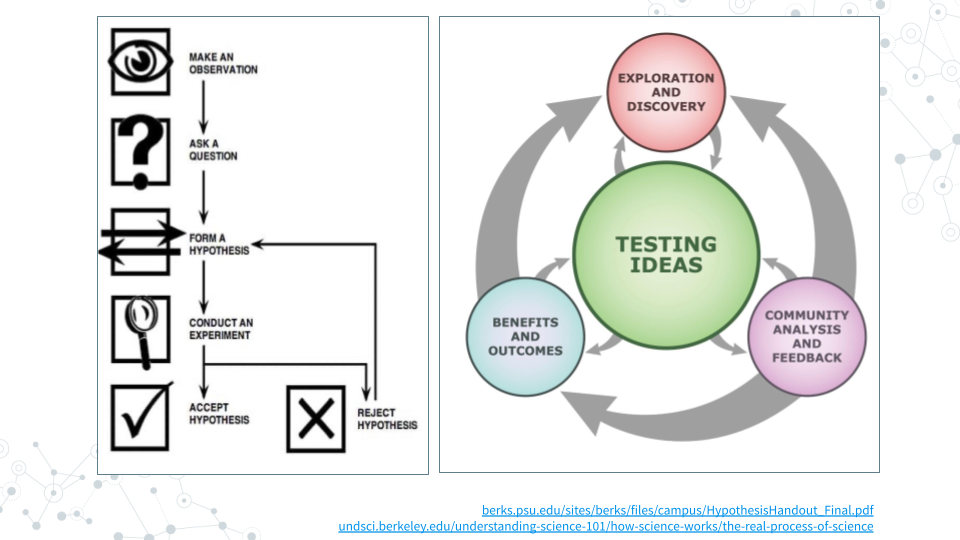 MAKE AN
OBSERVATION
ASK A
QUESTION
FORM A
HYPOTHESIS
CONDUCT AN
EXPERIMENT
ACCEPT
HYPOTHESIS
REJECT
HYPOTHESIS
EXPLORATION
AND
DISCOVERY
TESTING
IDEAS
BENEFITS
AND
OUTCOMES
COMMUNITY
ANALYSIS
AND
FEEDBACK
berks.psu.edu/sites/berks/files/campus/HypothesisHandout_Final.pdf
undsci.berkeley.edu/understanding-science-101/how-science-works/the-real-process-of-science